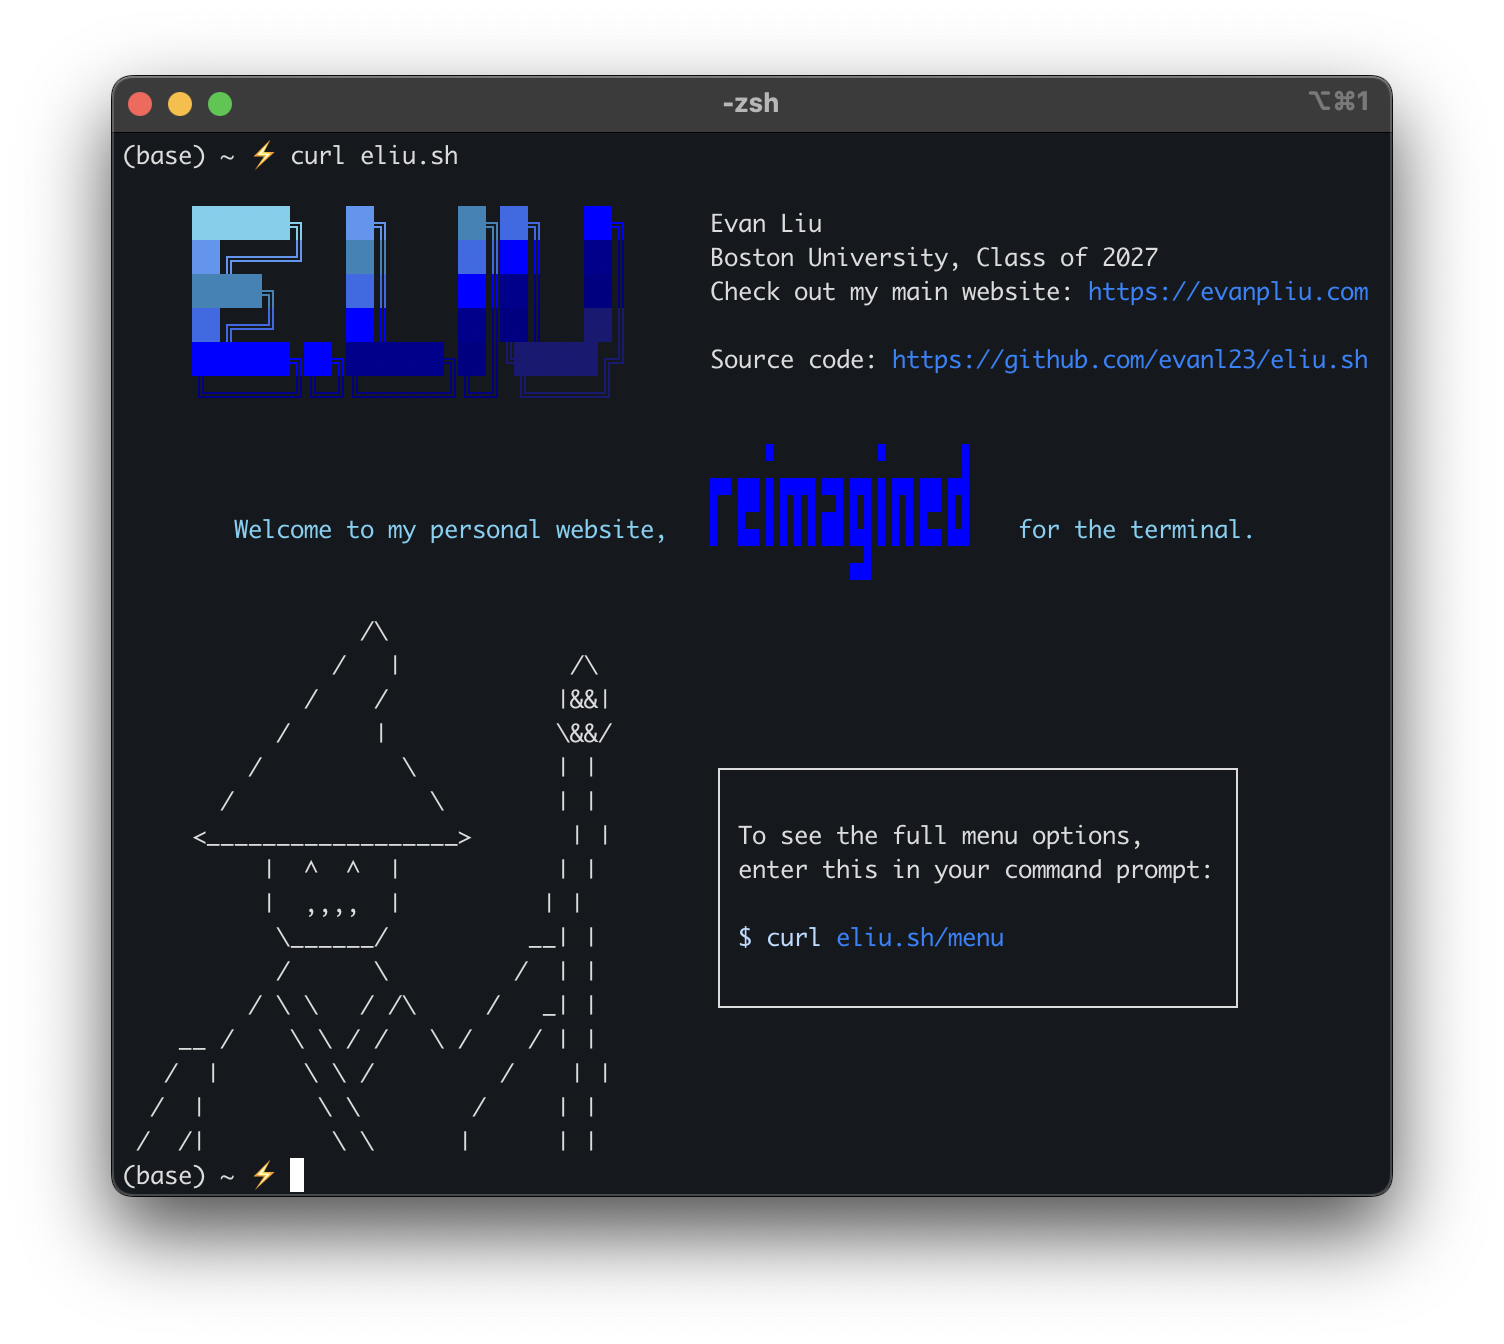 -zsh
⌥⌘1
(base) ~ ⚡ curl eliu.sh
E.LIU
Evan Liu
Boston University, Class of 2027
Check out my main website: https://evanpliu.com
Source code: https://github.com/evanl23/eliu.sh
Welcome to my personal website, reimagined for the terminal.
To see the full menu options,
enter this in your command prompt:
$ curl eliu.sh/menu
(base) ~ ⚡